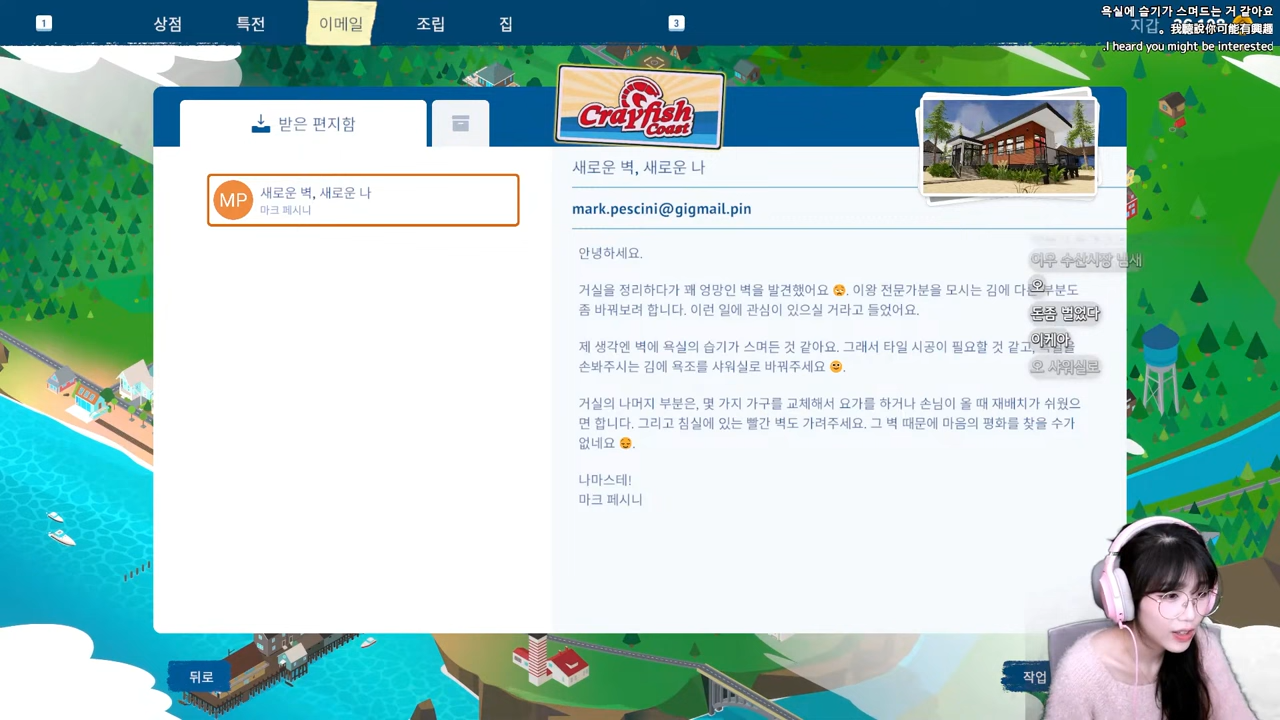 1
상점
특전
이메일
조립
집
3
지갑
욕실에 습기가 스며드는 거 같아요
。我聽說你可能有興趣
.I heard you might be interested
받은 편지함
Crayfish
Coast
MP
새로운 벽, 새로운 나
마크 페시니
새로운 벽, 새로운 나
mark.pescini@gigmail.pin
안녕하세요.
거실을 정리하다가 꽤 엉망인 벽을 발견했어요 😩. 이왕 전문가분을 모시는 김에 다른 부분도
좀 바꿔보려 합니다. 이런 일에 관심이 있으실 거라고 들었어요.
제 생각엔 벽에 욕실의 습기가 스며든 것 같아요. 그래서 타일 시공이 필요할 것 같고,
손봐주시는 김에 욕조를 샤워실로 바꿔주세요 🙂.
거실의 나머지 부분은, 몇 가지 가구를 교체해서 요가를 하거나 손님이 올 때 재배치가 쉬웠으
면 합니다. 그리고 침실에 있는 빨간 벽도 가려주세요. 그 벽 때문에 마음의 평화를 찾을 수가
없네요 😌.
나마스테!
마크 페시니
어우 수산시장 냄새
오
돈좀 벌었다
이케아
오 샤워실로
뒤로
작업